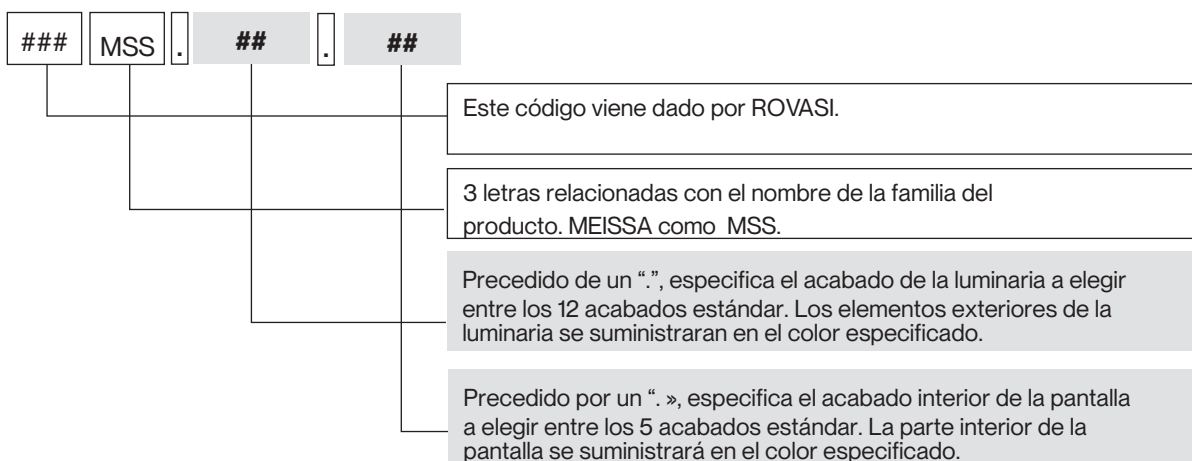 ### MSS . ## . ##
Este código viene dado por ROVASI.
3 letras relacionadas con el nombre de la familia del
producto. MEISSA como  MSS.
Precedido de un “.”, especifica el acabado de la luminaria a elegir
entre los 12 acabados estándar. Los elementos exteriores de la
luminaria se suministraran en el color especificado.
Precedido por un “. », especifica el acabado interior de la pantalla
a elegir entre los 5 acabados estándar. La parte interior de la
pantalla se suministrará en el color especificado.